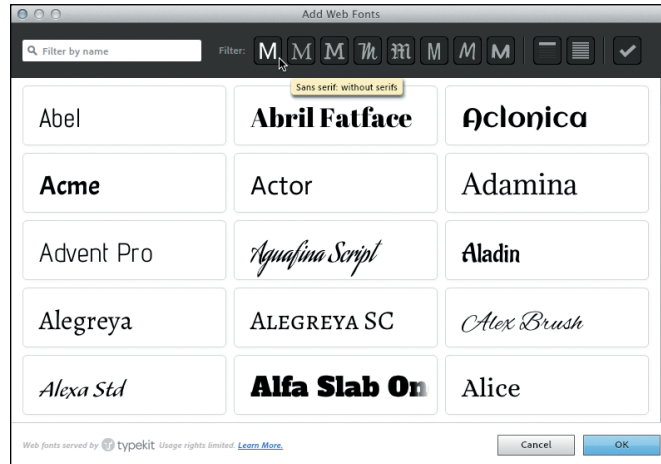 Add Web Fonts
Filter by name
Filter: M M M M M M M M
Sans serif: without serifs
Abel Abril Fatface Aclonica
Acme Actor Adamina
Advent Pro Aguafina Script Aladin
Alegreya Alegreya SC Alex Brush
Alexa Std Alfa Slab On Alice
Web fonts served by typekit Usage rights limited. Learn More. Cancel OK